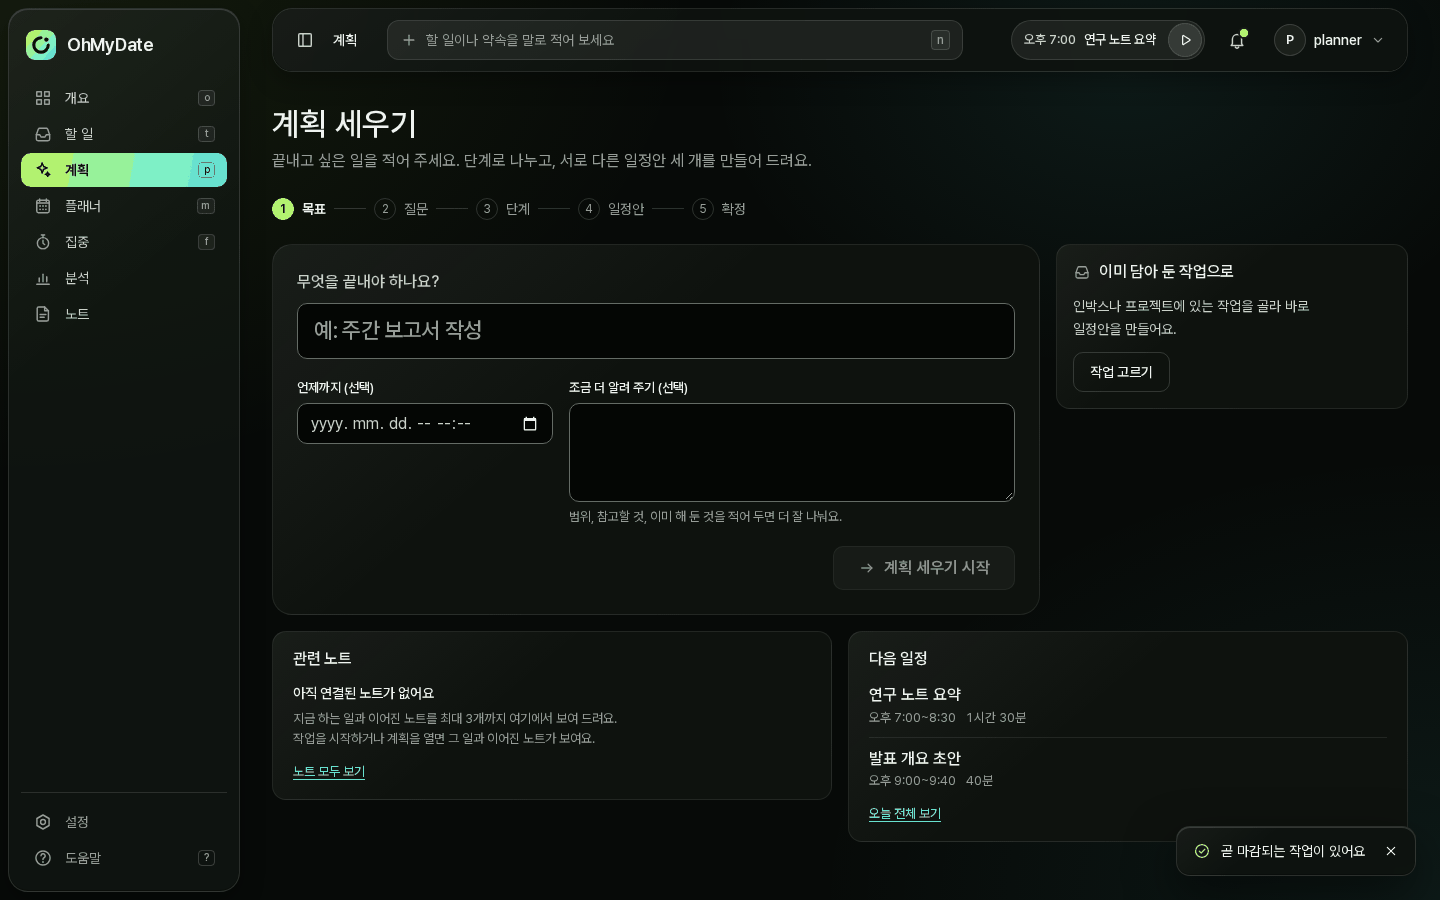 OhMyDate
개요 o
할 일 t
계획 p
플래너 m
집중 f
분석
노트
설정
도움말 ?
계획
할 일이나 약속을 말로 적어 보세요 n
오후 7:00 연구 노트 요약
P planner
계획 세우기
끝내고 싶은 일을 적어 주세요. 단계로 나누고, 서로 다른 일정안 세 개를 만들어 드려요.
1 목표 2 질문 3 단계 4 일정안 5 확정
무엇을 끝내야 하나요?
예: 주간 보고서 작성
언제까지 (선택)
yyyy. mm. dd. -- --:--
조금 더 알려 주기 (선택)
범위, 참고할 것, 이미 해 둔 것을 적어 두면 더 잘 나눠요.
계획 세우기 시작
이미 담아 둔 작업으로
인박스나 프로젝트에 있는 작업을 골라 바로
일정안을 만들어요.
작업 고르기
관련 노트
아직 연결된 노트가 없어요
지금 하는 일과 이어진 노트를 최대 3개까지 여기에서 보여 드려요.
작업을 시작하거나 계획을 열면 그 일과 이어진 노트가 보여요.
노트 모두 보기
다음 일정
연구 노트 요약
오후 7:00~8:30 1시간 30분
발표 개요 초안
오후 9:00~9:40 40분
오늘 전체 보기
곧 마감되는 작업이 있어요